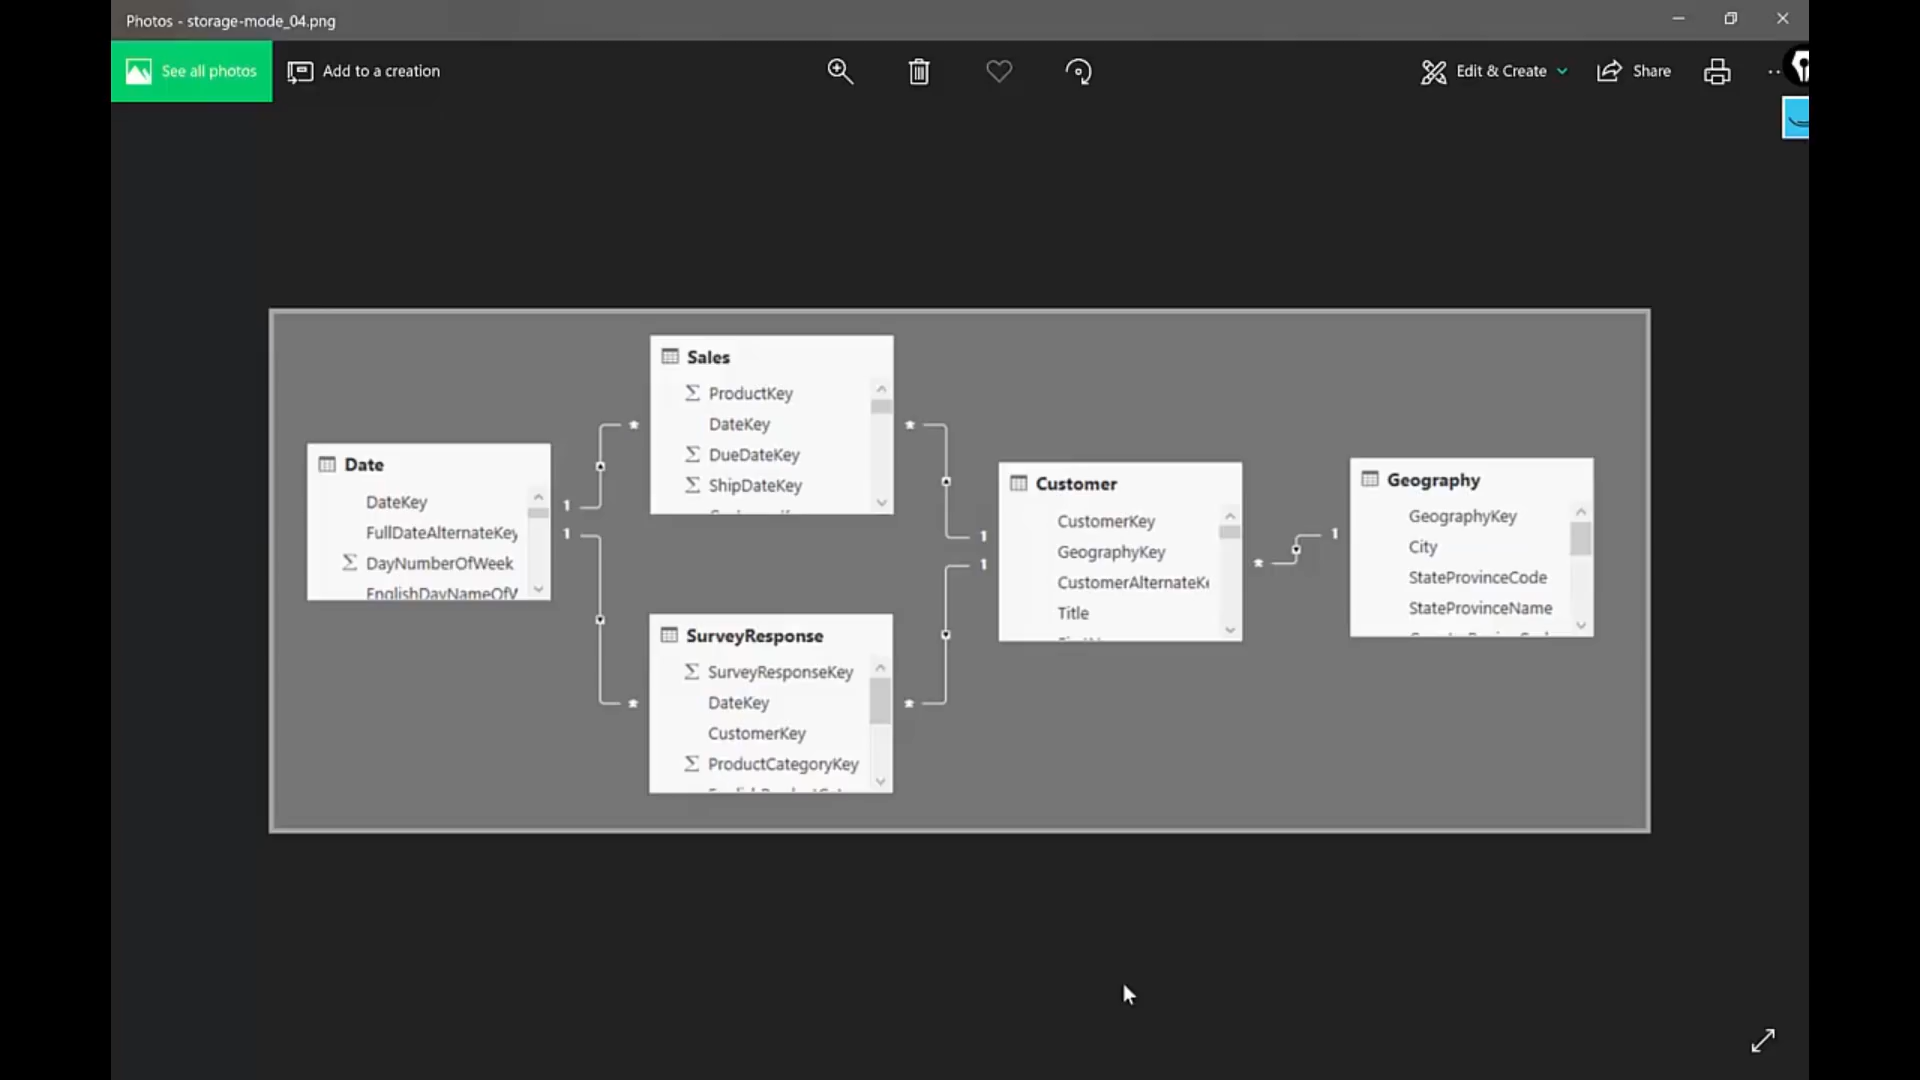 Photos - storage-mode_04.png
See all photos
Add to a creation
Edit & Create
Share
Sales
ProductKey
DateKey
DueDateKey
ShipDateKey
Date
DateKey
FullDateAlternateKey
DayNumberOfWeek
EnglishDayNameOfV
1
1
*
*
SurveyResponse
SurveyResponseKey
DateKey
CustomerKey
ProductCategoryKey
*
*
1
1
Customer
CustomerKey
GeographyKey
CustomerAlternateKe
Title
*
1
Geography
GeographyKey
City
StateProvinceCode
StateProvinceName